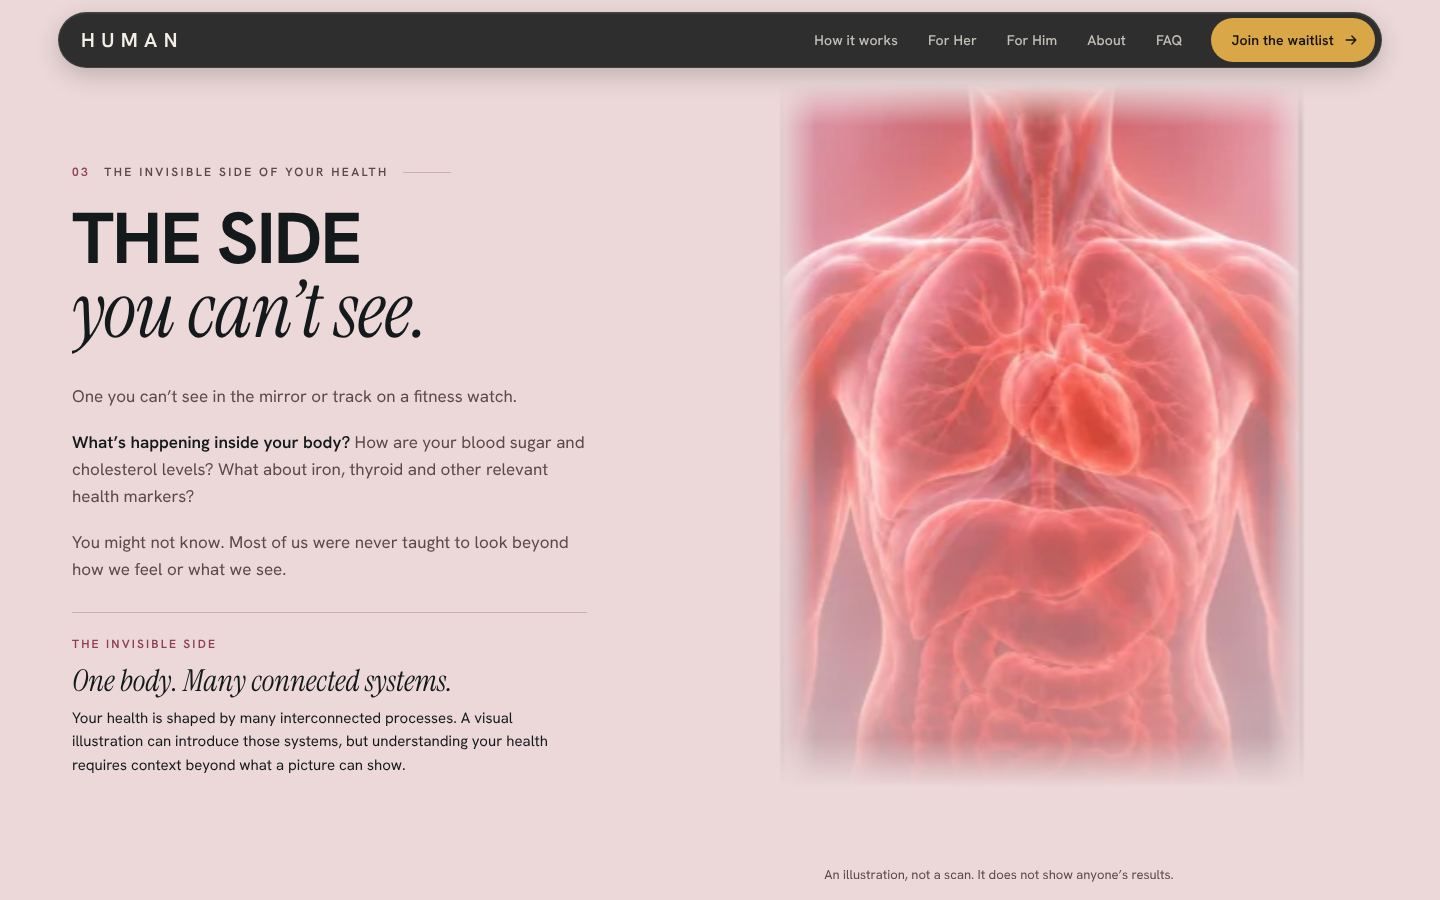 HUMAN
How it works
For Her
For Him
About
FAQ
Join the waitlist →
03 THE INVISIBLE SIDE OF YOUR HEALTH
THE SIDE
you can’t see.
One you can’t see in the mirror or track on a fitness watch.
What’s happening inside your body? How are your blood sugar and
cholesterol levels? What about iron, thyroid and other relevant
health markers?
You might not know. Most of us were never taught to look beyond
how we feel or what we see.
THE INVISIBLE SIDE
One body. Many connected systems.
Your health is shaped by many interconnected processes. A visual
illustration can introduce those systems, but understanding your health
requires context beyond what a picture can show.
An illustration, not a scan. It does not show anyone’s results.